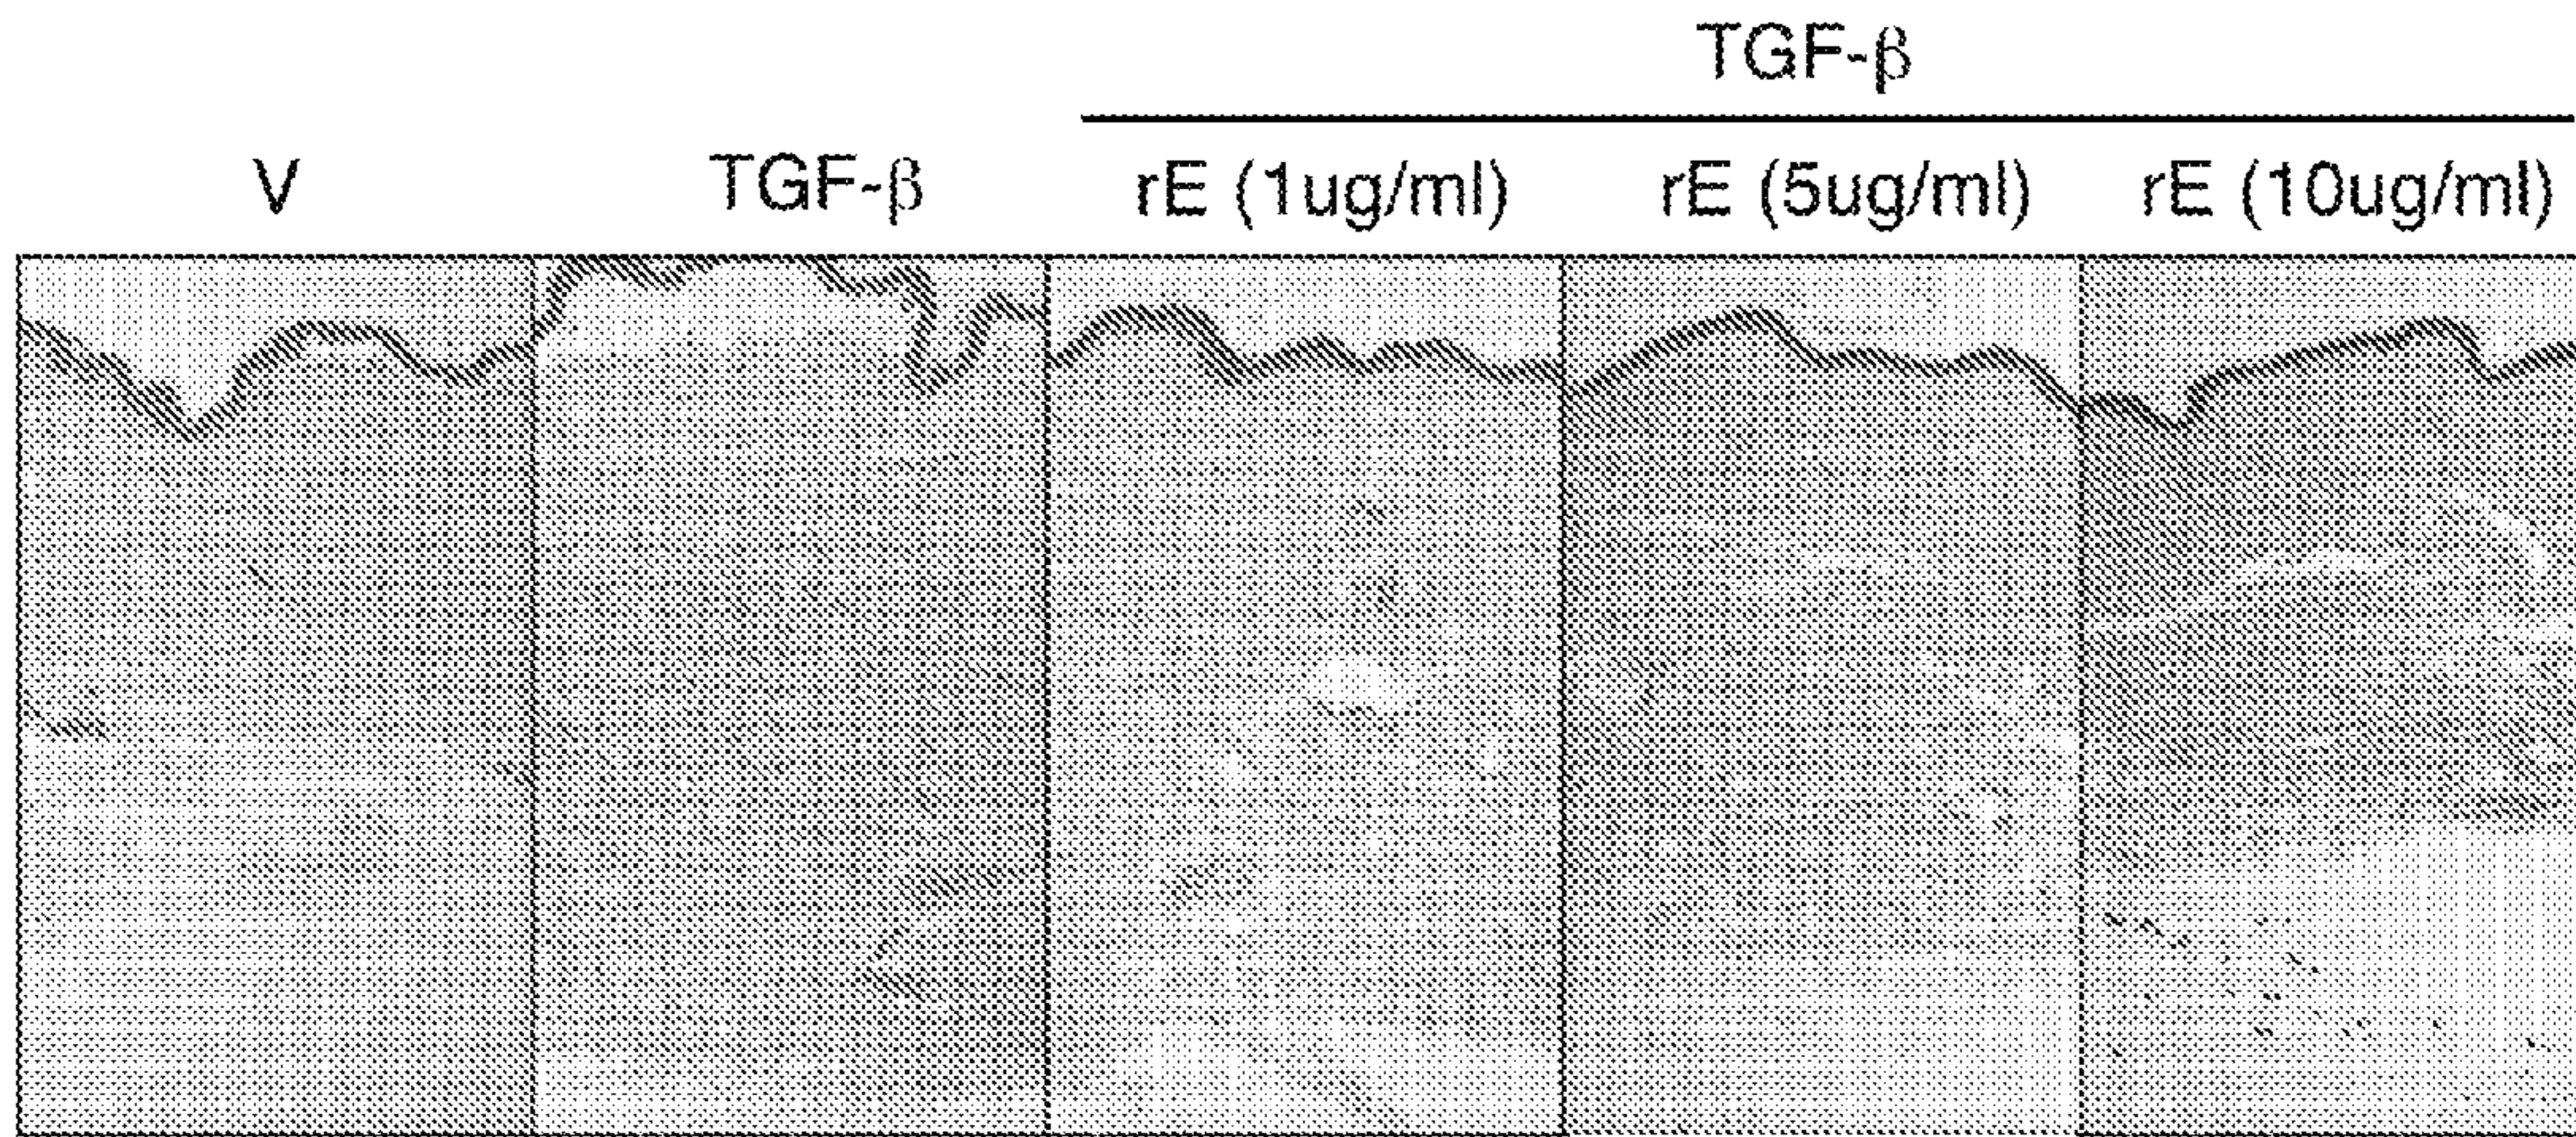 TGF-β
V TGF-β rE (1ug/ml) rE (5ug/ml) rE (10ug/ml)